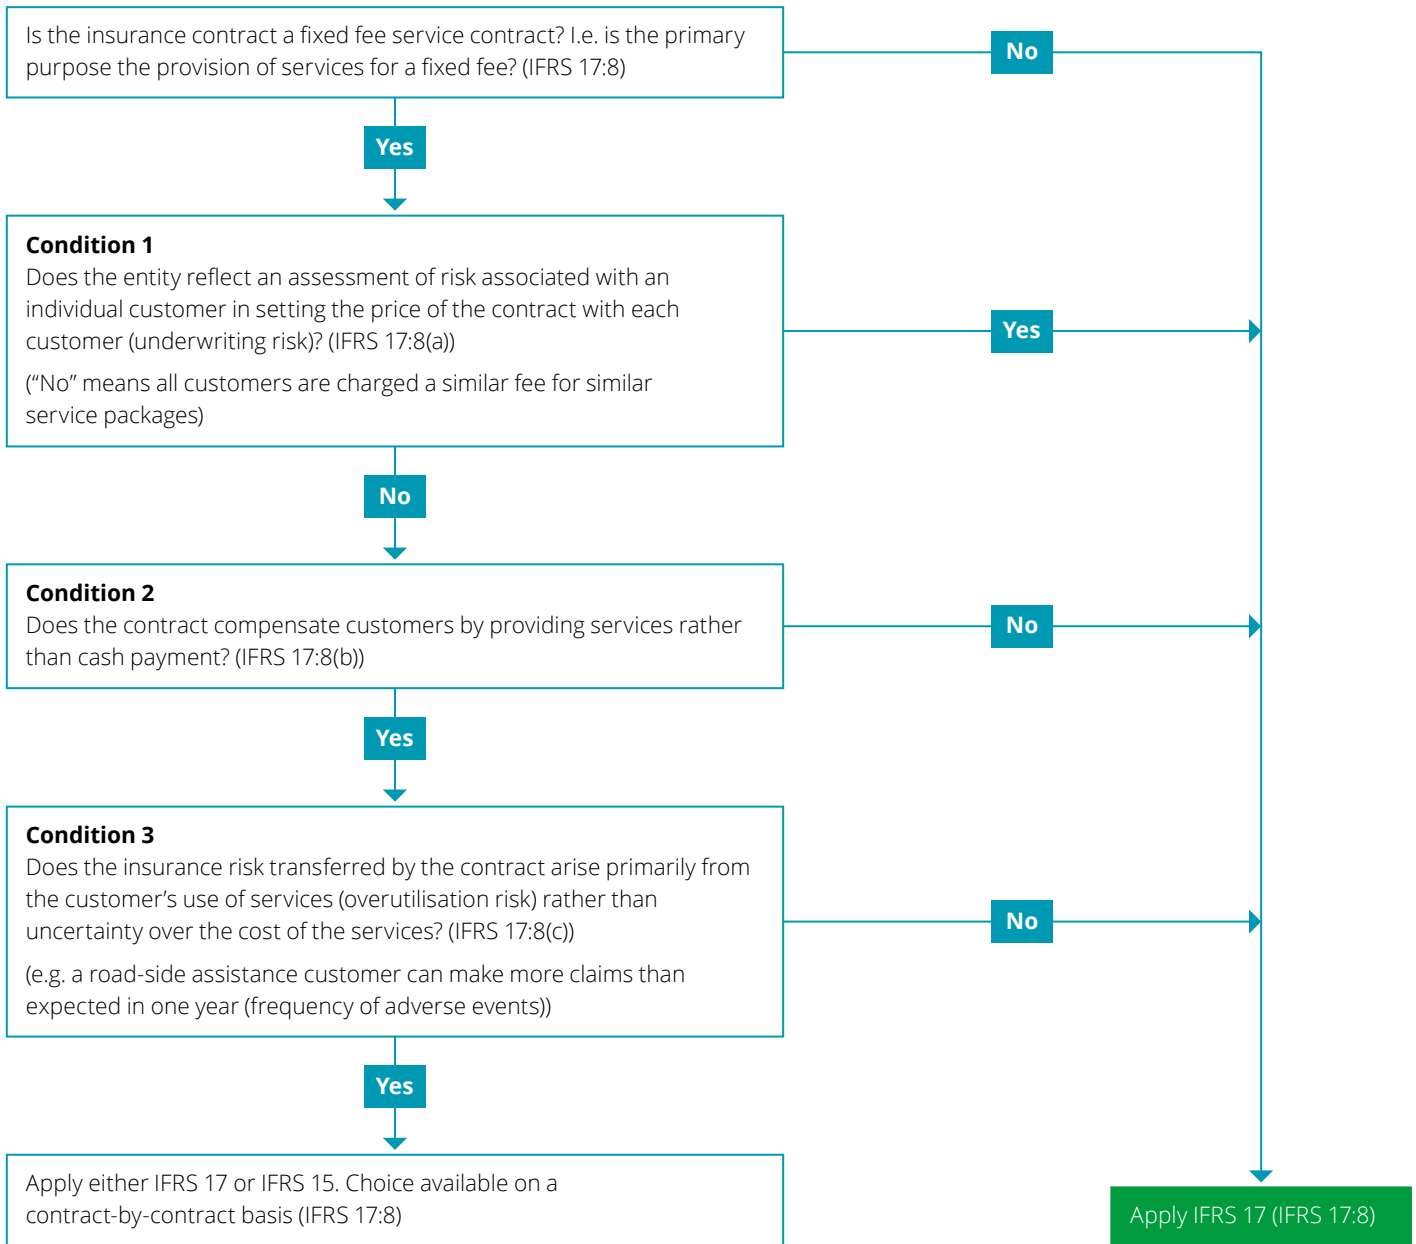 Is the insurance contract a fixed fee service contract? I.e. is the primary
purpose the provision of services for a fixed fee? (IFRS 17:8)
No
Yes
Condition 1
Does the entity reflect an assessment of risk associated with an
individual customer in setting the price of the contract with each
customer (underwriting risk)? (IFRS 17:8(a))
(“No” means all customers are charged a similar fee for similar
service packages)
Yes
No
Condition 2
Does the contract compensate customers by providing services rather
than cash payment? (IFRS 17:8(b))
No
Yes
Condition 3
Does the insurance risk transferred by the contract arise primarily from
the customer’s use of services (overutilisation risk) rather than
uncertainty over the cost of the services? (IFRS 17:8(c))
(e.g. a road-side assistance customer can make more claims than
expected in one year (frequency of adverse events))
No
Yes
Apply either IFRS 17 or IFRS 15. Choice available on a
contract-by-contract basis (IFRS 17:8)
Apply IFRS 17 (IFRS 17:8)